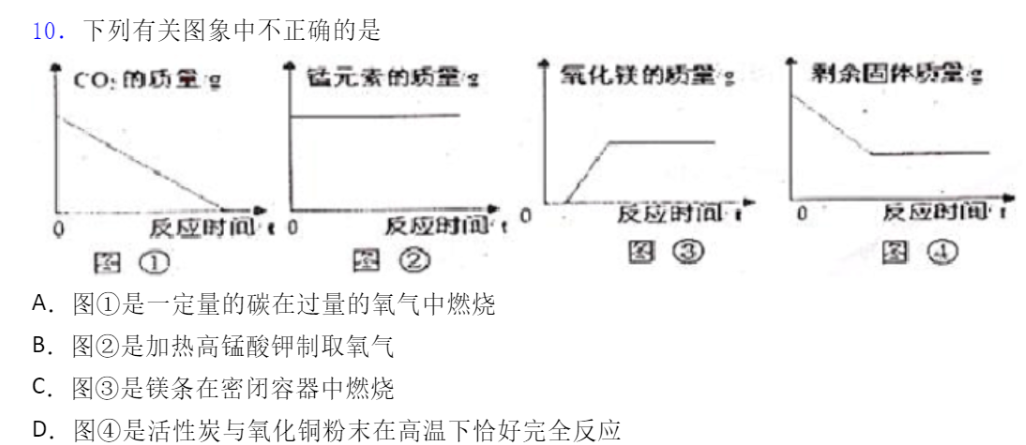 10．下列有关图象中不正确的是
CO₂的质量/g 锰元素的质量/g 氧化镁的质量/g 剩余固体质量/g
0 反应时间/t 0 反应时间/t 0 反应时间 t 0 反应时间/t
图 ① 图 ② 图 ③ 图 ④
A．图①是一定量的碳在过量的氧气中燃烧
B．图②是加热高锰酸钾制取氧气
C．图③是镁条在密闭容器中燃烧
D．图④是活性炭与氧化铜粉末在高温下恰好完全反应